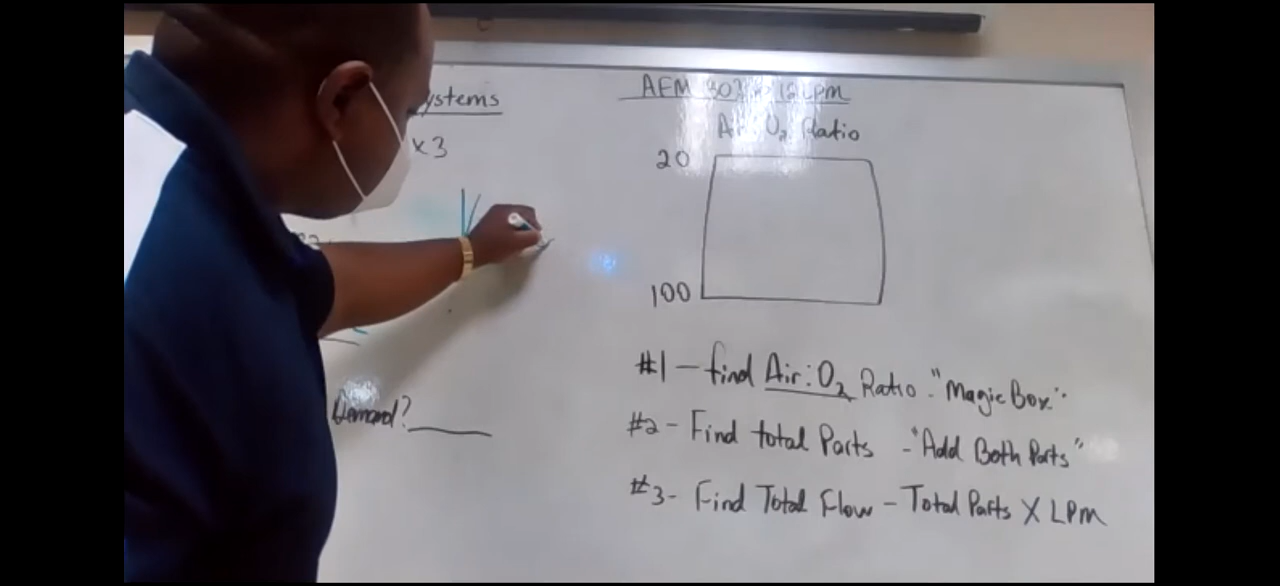 ystems
x3
Demand?
AFM 30% 12 LPM
Air: O2 Ratio
20
100
#1 - find Air: O2 Ratio - "Magic Box"
#2 - Find total Parts - "Add Both Parts"
#3 - Find Total Flow - Total Parts X LPM